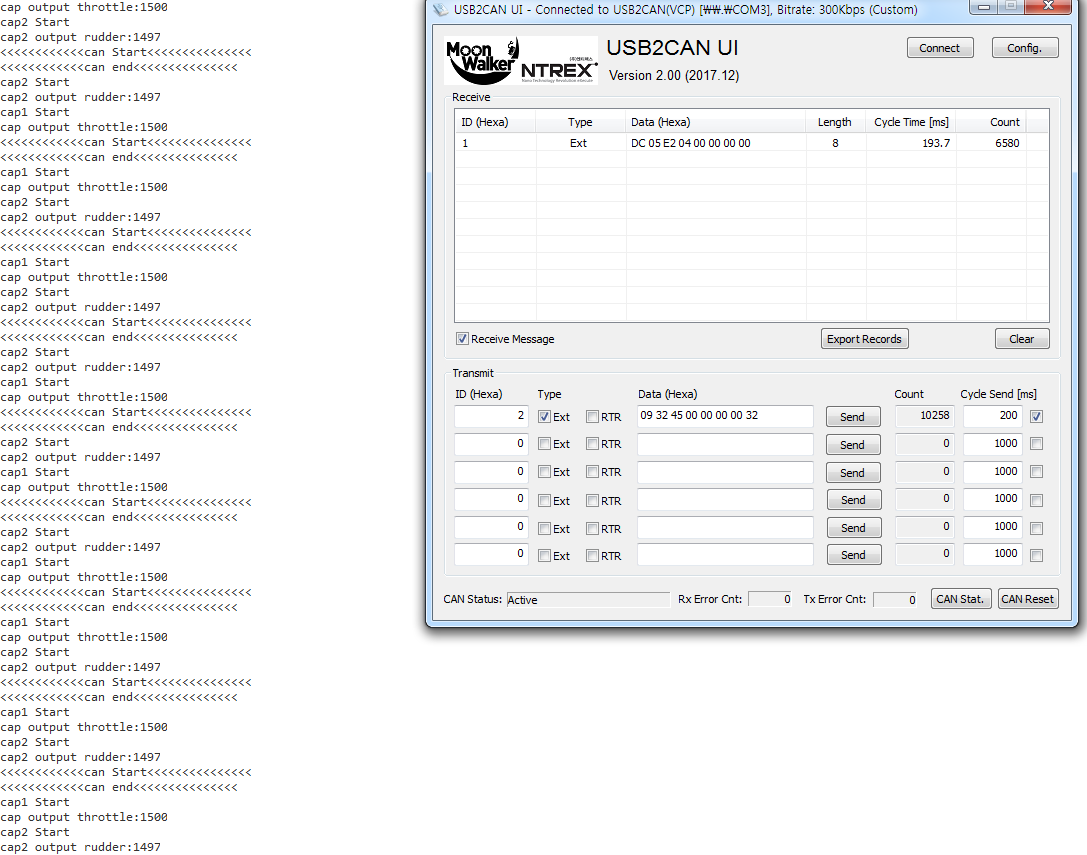 cap output throttle:1500
cap2 Start
cap2 output rudder:1497
<<<<<<<<<<<<can Start<<<<<<<<<<<<<<<
<<<<<<<<<<<<can end<<<<<<<<<<<<<<<
cap2 Start
cap2 output rudder:1497
cap1 Start
cap output throttle:1500
<<<<<<<<<<<<can Start<<<<<<<<<<<<<<<
<<<<<<<<<<<<can end<<<<<<<<<<<<<<<
cap1 Start
cap output throttle:1500
cap2 Start
cap2 output rudder:1497
<<<<<<<<<<<<can Start<<<<<<<<<<<<<<<
<<<<<<<<<<<<can end<<<<<<<<<<<<<<<
cap1 Start
cap output throttle:1500
cap2 Start
cap2 output rudder:1497
<<<<<<<<<<<<can Start<<<<<<<<<<<<<<<
<<<<<<<<<<<<can end<<<<<<<<<<<<<<<
cap2 Start
cap2 output rudder:1497
cap1 Start
cap output throttle:1500
<<<<<<<<<<<<can Start<<<<<<<<<<<<<<<
<<<<<<<<<<<<can end<<<<<<<<<<<<<<<
cap2 Start
cap2 output rudder:1497
cap1 Start
cap output throttle:1500
<<<<<<<<<<<<can Start<<<<<<<<<<<<<<<
<<<<<<<<<<<<can end<<<<<<<<<<<<<<<
cap2 Start
cap2 output rudder:1497
cap1 Start
cap output throttle:1500
<<<<<<<<<<<<can Start<<<<<<<<<<<<<<<
<<<<<<<<<<<<can end<<<<<<<<<<<<<<<
cap1 Start
cap output throttle:1500
cap2 Start
cap2 output rudder:1497
<<<<<<<<<<<<can Start<<<<<<<<<<<<<<<
<<<<<<<<<<<<can end<<<<<<<<<<<<<<<
cap1 Start
cap output throttle:1500
cap2 Start
cap2 output rudder:1497
<<<<<<<<<<<<can Start<<<<<<<<<<<<<<<
<<<<<<<<<<<<can end<<<<<<<<<<<<<<<
cap1 Start
cap output throttle:1500
cap2 Start
cap2 output rudder:1497
USB2CAN UI - Connected to USB2CAN(VCP) [₩₩.₩COM3], Bitrate: 300Kbps (Custom)
Moon Walker NTREX
USB2CAN UI
Version 2.00 (2017.12)
Connect Config.
Receive
ID (Hexa) Type Data (Hexa) Length Cycle Time [ms] Count
1 Ext DC 05 E2 04 00 00 00 00 8 193.7 6580
Receive Message Export Records Clear
Transmit
ID (Hexa) Type Data (Hexa) Count Cycle Send [ms]
2 Ext RTR 09 32 45 00 00 00 00 32 Send 10258 200
0 Ext RTR Send 0 1000
0 Ext RTR Send 0 1000
0 Ext RTR Send 0 1000
0 Ext RTR Send 0 1000
0 Ext RTR Send 0 1000
CAN Status: Active Rx Error Cnt: 0 Tx Error Cnt: 0 CAN Stat. CAN Reset